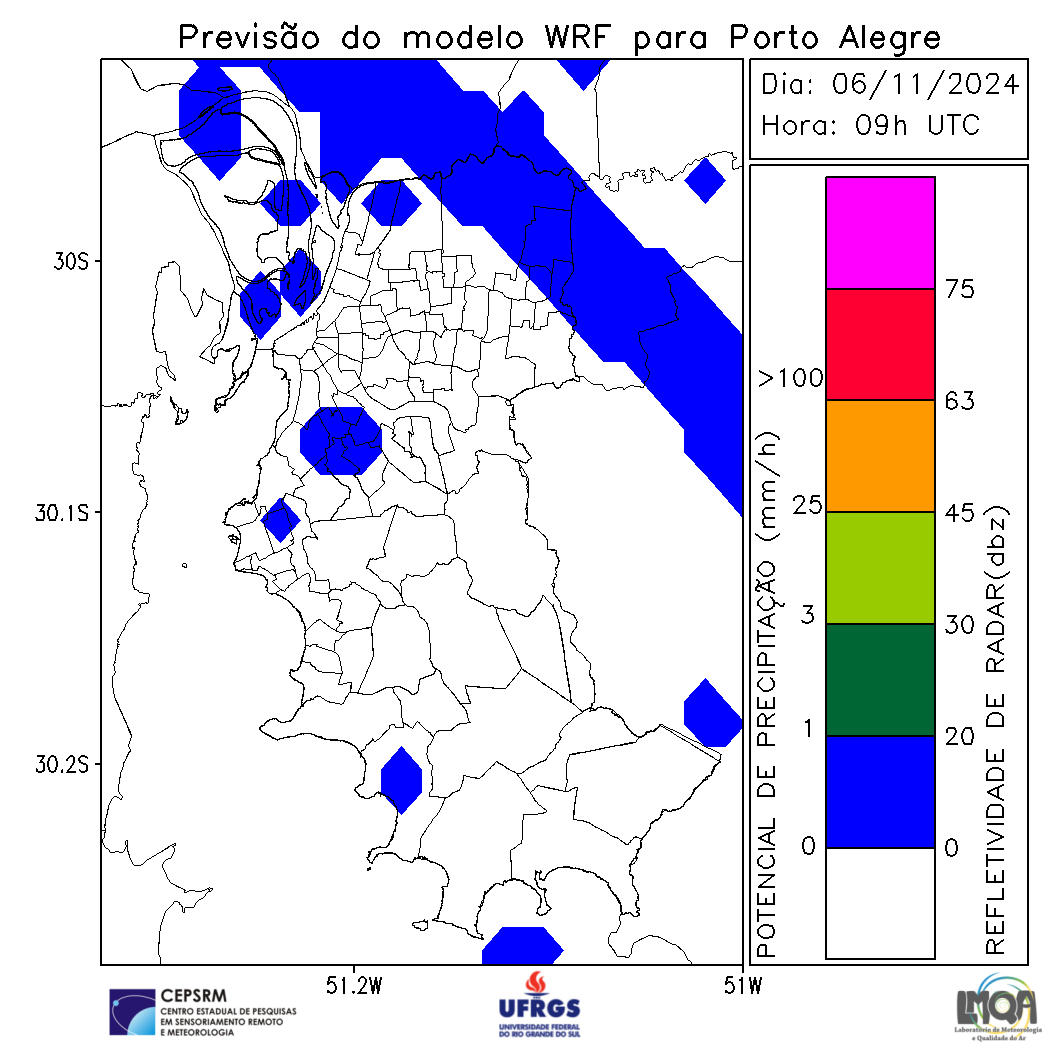 Previsão do modelo WRF para Porto Alegre
Dia: 06/11/2024
Hora: 09h UTC
30S
30.1S
30.2S
51.2W
51W
POTENCIAL DE PRECIPITAÇÃO (mm/h)
>100
25
3
1
0
75
63
45
30
20
0
REFLETIVIDADE DE RADAR(dbz)
CEPSRM
CENTRO ESTADUAL DE PESQUISAS
EM SENSORIAMENTO REMOTO
E METEOROLOGIA
UFRGS
UNIVERSIDADE FEDERAL
DO RIO GRANDE DO SUL
LMQA
Laboratório de Meteorologia
e Qualidade do Ar